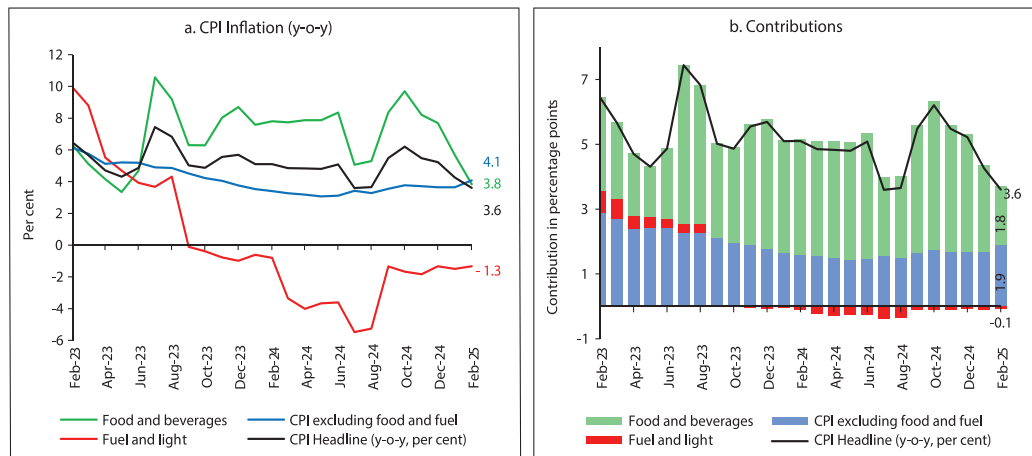 a. CPI Inflation (y-o-y)
12
10
8
6
4
2
0
-2
-4
-6
Per cent
4.1
3.8
3.6
- 1.3
Feb-23
Apr-23
Jun-23
Aug-23
Oct-23
Dec-23
Feb-24
Apr-24
Jun-24
Aug-24
Oct-24
Dec-24
Feb-25
Food and beverages
CPI excluding food and fuel
Fuel and light
CPI Headline (y-o-y, per cent)
b. Contributions
7
5
3
1
-1
Contribution in percentage points
3.6
1.8
1.9
-0.1
Feb-23
Apr-23
Jun-23
Aug-23
Oct-23
Dec-23
Feb-24
Apr-24
Jun-24
Aug-24
Oct-24
Dec-24
Feb-25
Food and beverages
CPI excluding food and fuel
Fuel and light
CPI Headline (y-o-y, per cent)